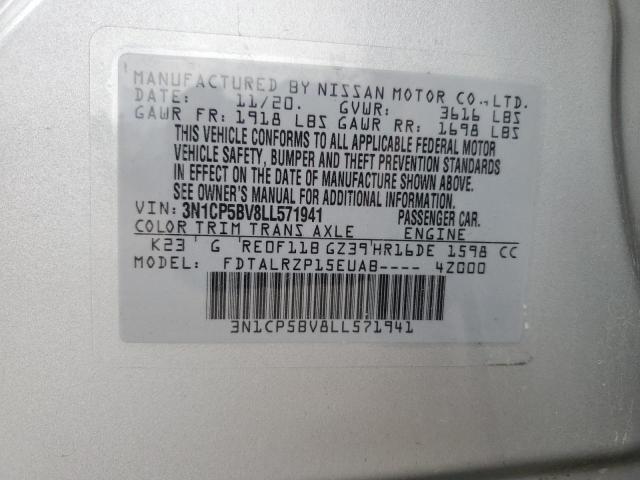 MANUFACTURED BY NISSAN MOTOR CO.,LTD.
DATE: 11/20. GVWR: 3616 LBS
GAWR FR: 1918 LBS GAWR RR: 1698 LBS
THIS VEHICLE CONFORMS TO ALL APPLICABLE FEDERAL MOTOR
VEHICLE SAFETY, BUMPER AND THEFT PREVENTION STANDARDS
IN EFFECT ON THE DATE OF MANUFACTURE SHOWN ABOVE.
SEE OWNER'S MANUAL FOR ADDITIONAL INFORMATION.
VIN: 3N1CP5BV8LL571941 PASSENGER CAR.
COLOR TRIM TRANS AXLE ENGINE
K23 G RE0F11B GZ39 HR16DE 1598 CC
MODEL FDTALRZP15EUAB---- 4Z000
3N1CP5BV8LL571941